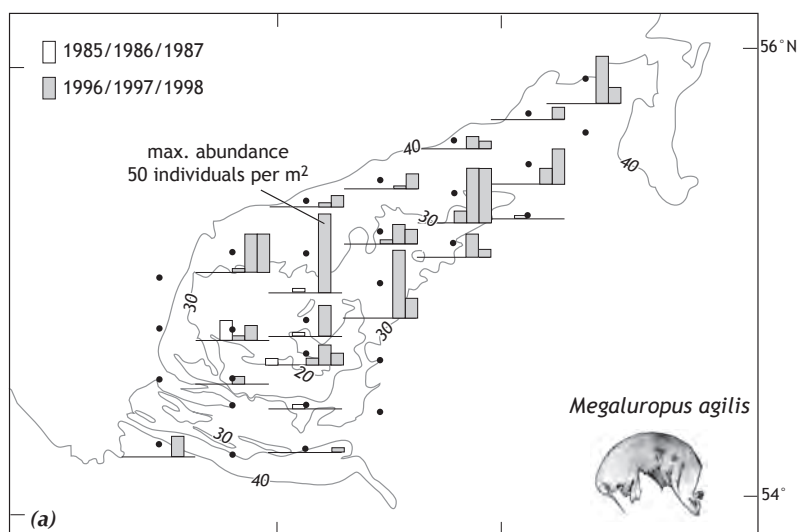 1985/1986/1987
1996/1997/1998
56°N
max. abundance
50 individuals per m²
40
40
30
30
30
20
30
40
Megaluropus agilis
(a)
54°